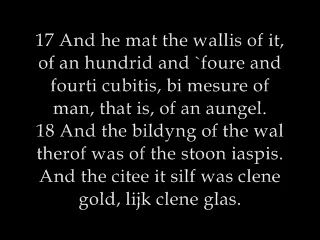 17 And he mat the wallis of it,
of an hundrid and `foure and
fourti cubitis, bi mesure of
man, that is, of an aungel.
18 And the bildyng of the wal
therof was of the stoon iaspis.
And the citee it silf was clene
gold, lijk clene glas.